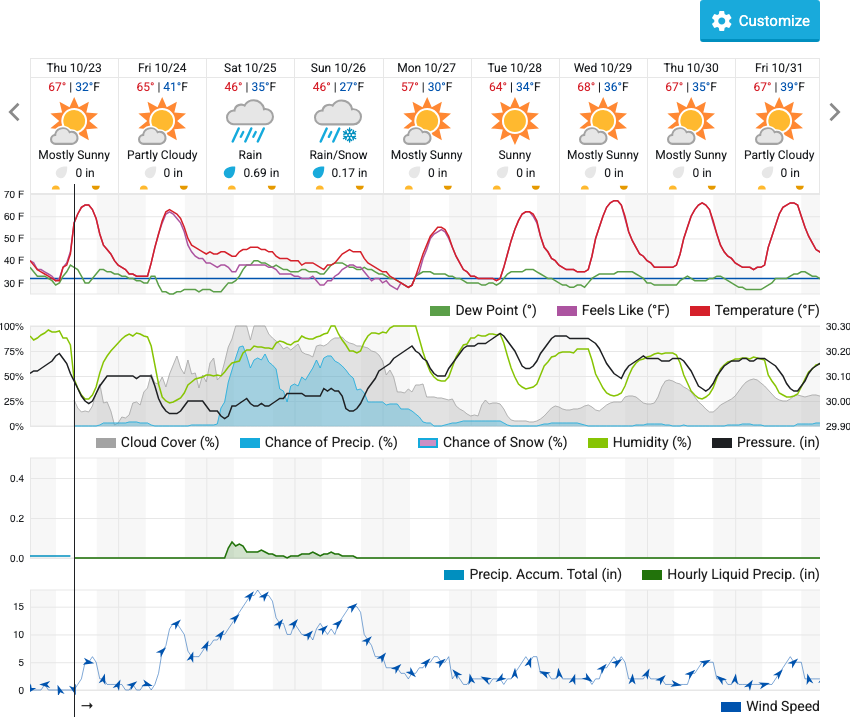 Customize
Thu 10/23 Fri 10/24 Sat 10/25 Sun 10/26 Mon 10/27 Tue 10/28 Wed 10/29 Thu 10/30 Fri 10/31
67° | 32°F 65° | 41°F 46° | 35°F 46° | 27°F 57° | 30°F 64° | 34°F 68° | 36°F 67° | 35°F 67° | 39°F
Mostly Sunny Partly Cloudy Rain Rain/Snow Mostly Sunny Sunny Mostly Sunny Mostly Sunny Partly Cloudy
0 in 0 in 0.69 in 0.17 in 0 in 0 in 0 in 0 in 0 in
70 F
60 F
50 F
40 F
30 F
Dew Point (°) Feels Like (°F) Temperature (°F)
100% 30.30
75% 30.20
50% 30.10
25% 30.00
0% 29.90
Cloud Cover (%) Chance of Precip. (%) Chance of Snow (%) Humidity (%) Pressure. (in)
0.4
0.2
0.0
Precip. Accum. Total (in) Hourly Liquid Precip. (in)
15
10
5
0
→
Wind Speed